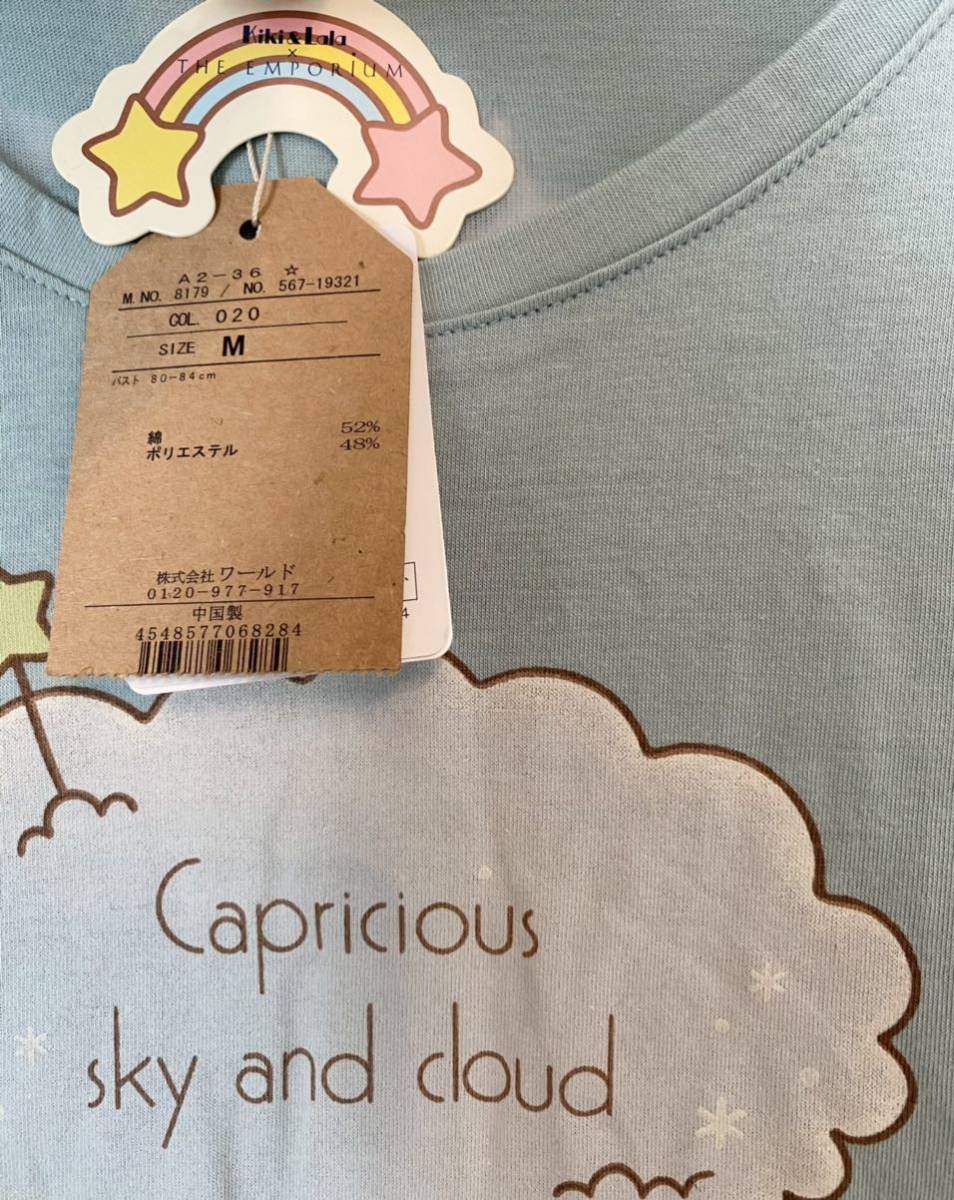 Kiki&Lala
×
THE EMPORIUM
A2-36 ☆
M.NO. 8179 / NO. 567-19321
COL. 020
SIZE M
バスト 80-84cm
綿 52%
ポリエステル 48%
株式会社 ワールド
0120-977-917
中国製
4548577068284
4
Capricious
sky and cloud